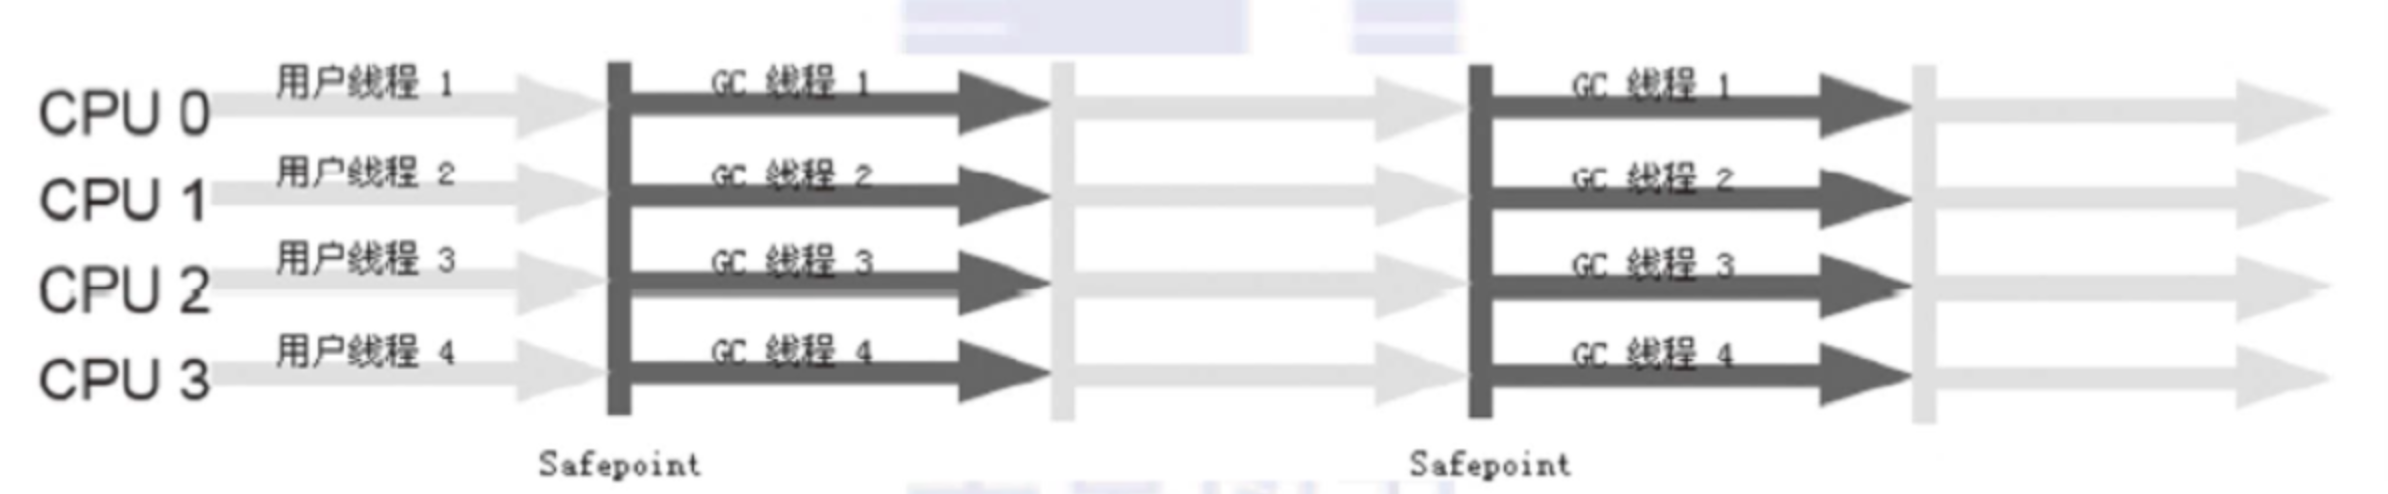 CPU 0 用户线程 1 GC 线程 1 GC 线程 1
CPU 1 用户线程 2 GC 线程 2 GC 线程 2
CPU 2 用户线程 3 GC 线程 3 GC 线程 3
CPU 3 用户线程 4 GC 线程 4 GC 线程 4
Safepoint Safepoint